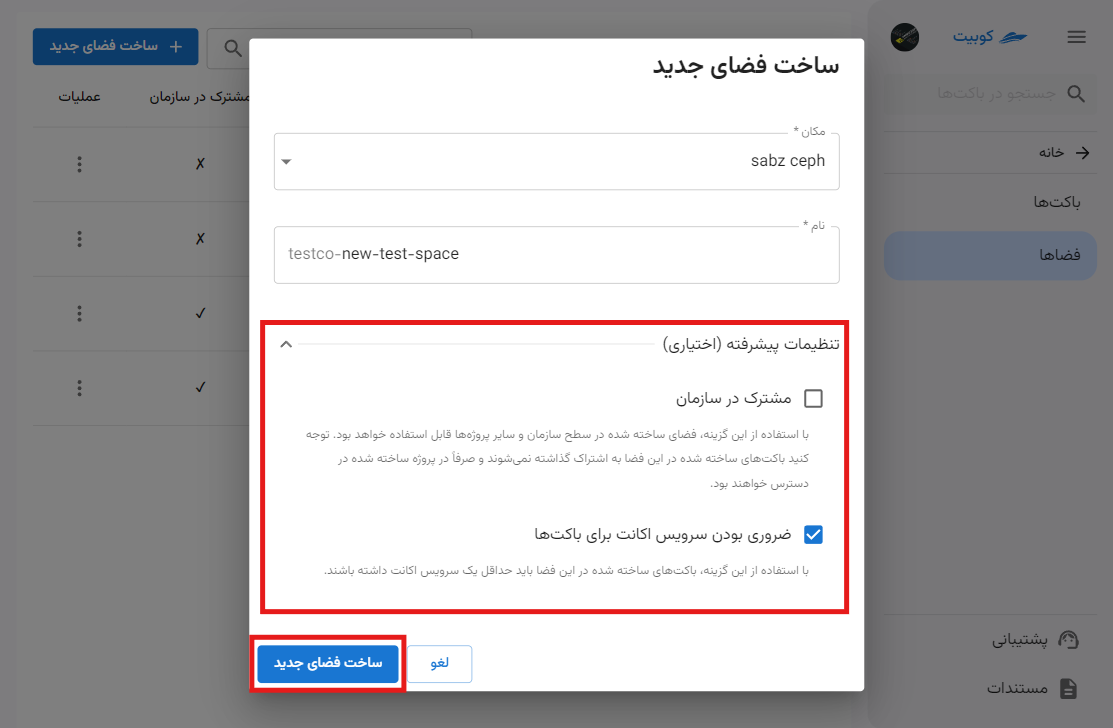 کوبیت
جستجو در باکت‌ها
خانه
باکت‌ها
فضاها
پشتیبانی
مستندات
ساخت فضای جدید
مشترک در سازمان
عملیات
✗
✗
✓
✓
ساخت فضای جدید
مکان *
sabz ceph
نام *
testco-new-test-space
تنظیمات پیشرفته (اختیاری)
مشترک در سازمان
با استفاده از این گزینه، فضای ساخته شده در سطح سازمان و سایر پروژه‌ها قابل استفاده خواهد بود. توجه
کنید باکت‌های ساخته شده در این فضا به اشتراک گذاشته نمی‌شوند و صرفاً در پروژه ساخته شده در
دسترس خواهند بود.
ضروری بودن سرویس اکانت برای باکت‌ها
با استفاده از این گزینه، باکت‌های ساخته شده در این فضا باید حداقل یک سرویس اکانت داشته باشند.
لغو
ساخت فضای جدید